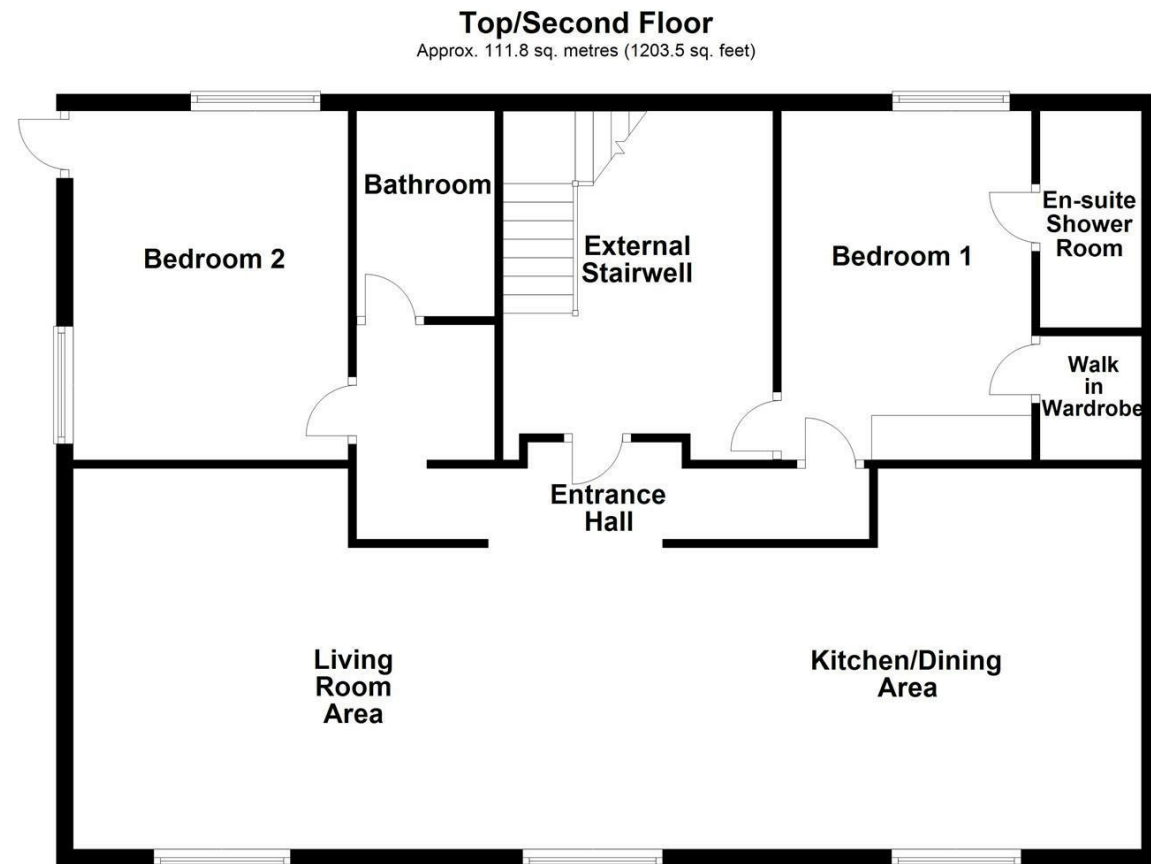 Top/Second Floor
Approx. 111.8 sq. metres (1203.5 sq. feet)
Bathroom
Bedroom 2
External
Stairwell
Bedroom 1
En-suite
Shower
Room
Walk
in
Wardrobe
Entrance
Hall
Living
Room
Area
Kitchen/Dining
Area